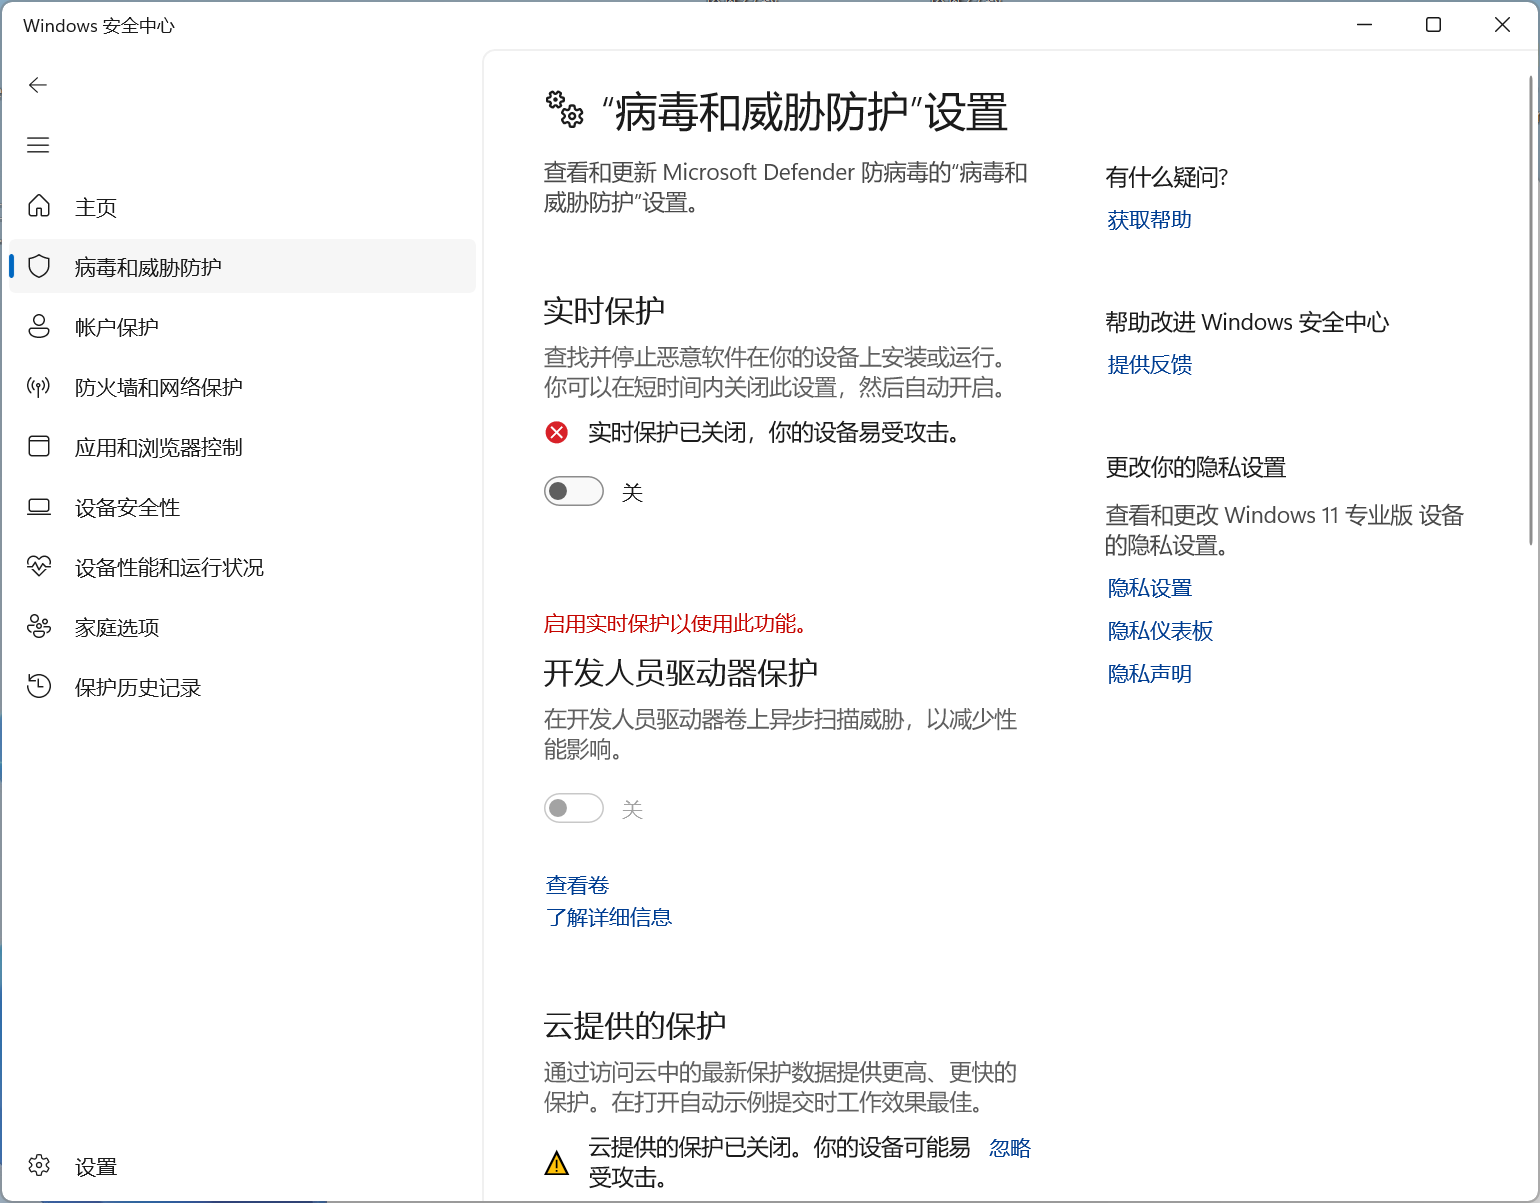 Windows 安全中心
主页
病毒和威胁防护
帐户保护
防火墙和网络保护
应用和浏览器控制
设备安全性
设备性能和运行状况
家庭选项
保护历史记录
设置
“病毒和威胁防护”设置
查看和更新 Microsoft Defender 防病毒的“病毒和
威胁防护”设置。
实时保护
查找并停止恶意软件在你的设备上安装或运行。
你可以在短时间内关闭此设置，然后自动开启。
实时保护已关闭，你的设备易受攻击。
关
启用实时保护以使用此功能。
开发人员驱动器保护
在开发人员驱动器卷上异步扫描威胁，以减少性
能影响。
关
查看卷
了解详细信息
云提供的保护
通过访问云中的最新保护数据提供更高、更快的
保护。在打开自动示例提交时工作效果最佳。
云提供的保护已关闭。你的设备可能易 忽略
受攻击。
有什么疑问?
获取帮助
帮助改进 Windows 安全中心
提供反馈
更改你的隐私设置
查看和更改 Windows 11 专业版 设备
的隐私设置。
隐私设置
隐私仪表板
隐私声明